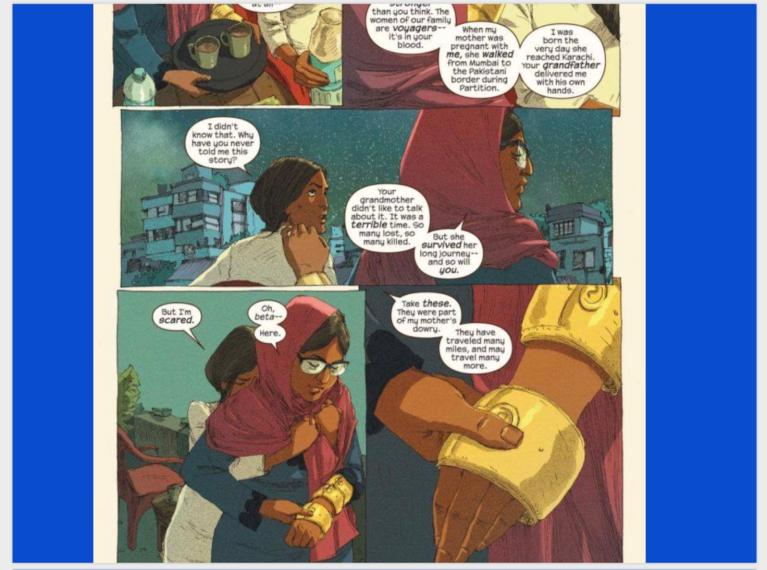 at all--
stronger
than you think. The
women of our family
are voyagers--
it's in your
blood.
When my
mother was
pregnant with
me, she walked
from Mumbai to
the Pakistani
border during
Partition.
I was
born the
very day she
reached Karachi.
Your grandfather
delivered me
with his own
hands.
I didn't
know that. Why
have you never
told me this
story?
Your
grandmother
didn't like to talk
about it. It was a
terrible time. So
many lost, so
many killed.
But she
survived her
long journey--
and so will
you.
But I'm
scared.
Oh,
beta--
Here.
Take these.
They were part
of my mother's
dowry.
They have
traveled many
miles, and may
travel many
more.